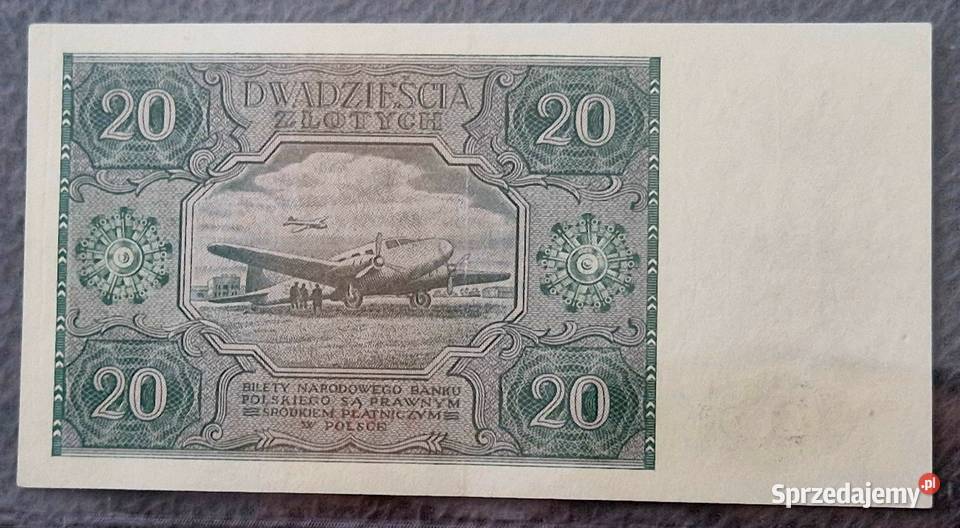 20
DWADZIEŚCIA
ZŁOTYCH
20
20
BILETY NARODOWEGO BANKU
POLSKIEGO SĄ PRAWNYM
ŚRODKIEM PŁATNICZYM
W POLSCE
20
Sprzedajemy.pl